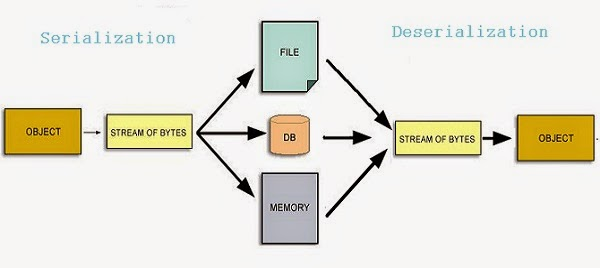 Serialization
Deserialization
FILE
OBJECT
STREAM OF BYTES
DB
STREAM OF BYTES
OBJECT
MEMORY